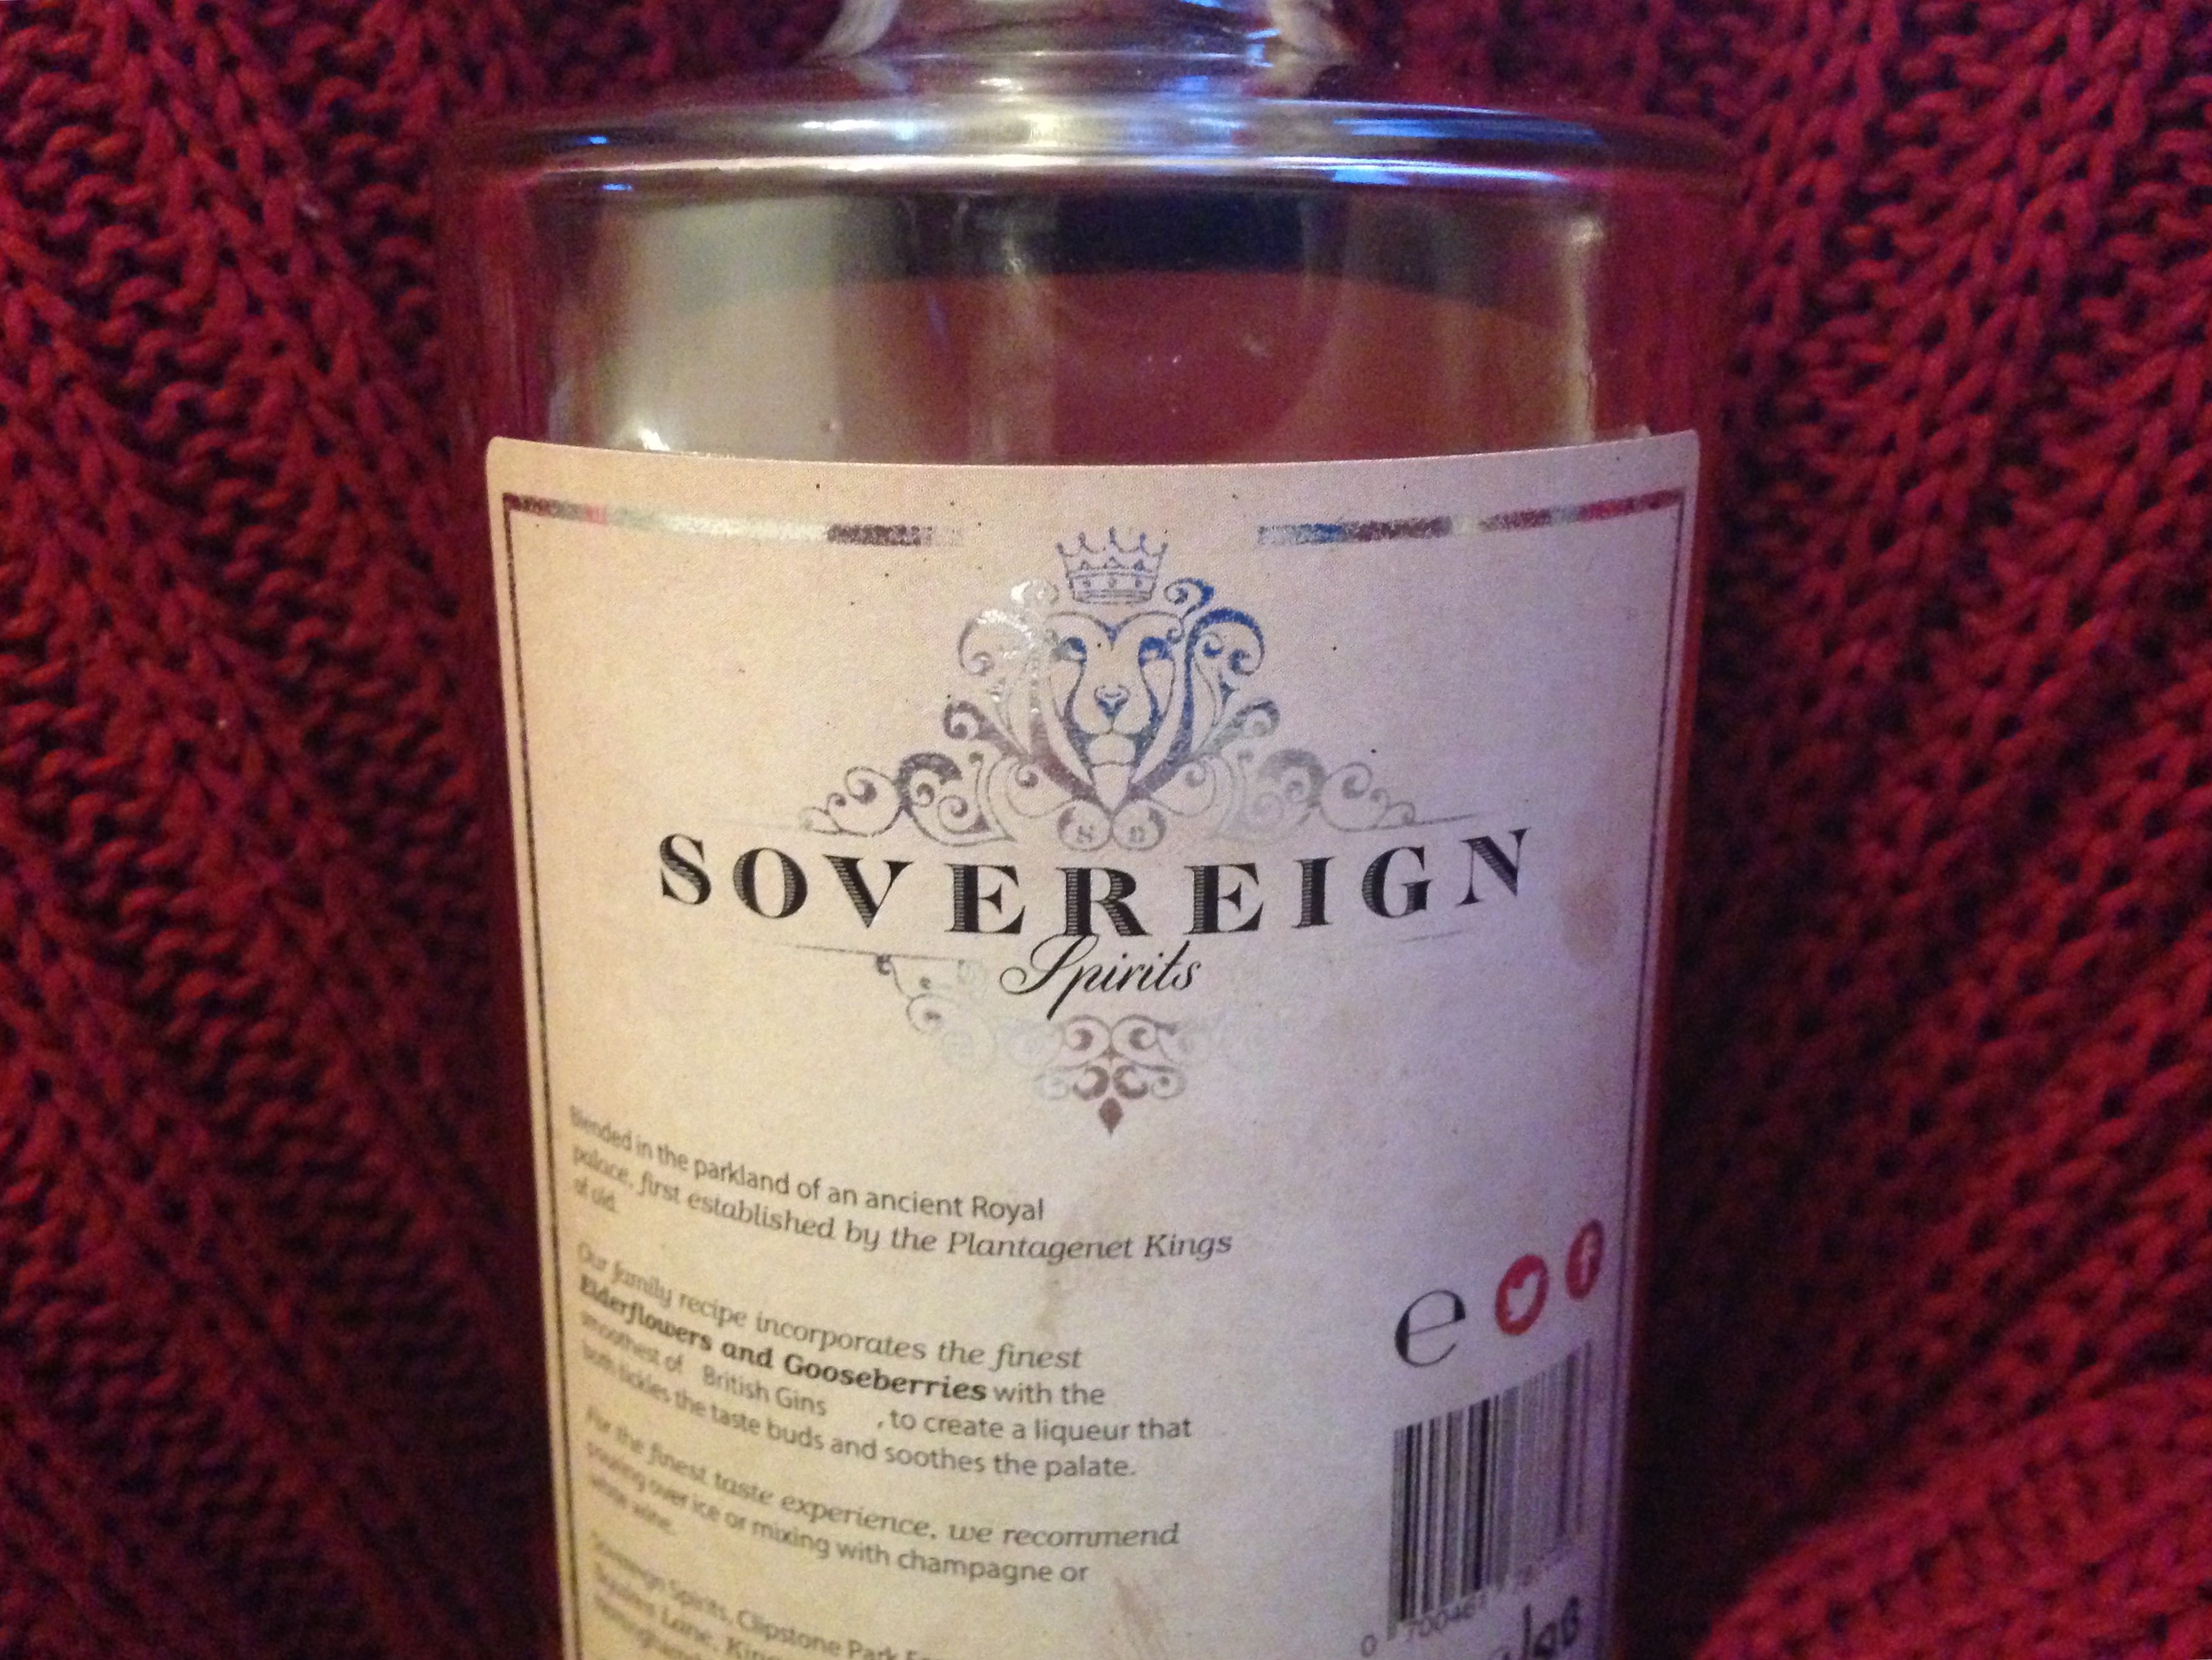 S D
SOVEREIGN
Spirits
Blended in the parkland of an ancient Royal
palace, first established by the Plantagenet Kings
of old.
Our family recipe incorporates the finest
Elderflowers and Gooseberries with the
smoothest of British Gins , to create a liqueur that
both tickles the taste buds and soothes the palate.
For the finest taste experience, we recommend
pouring over ice or mixing with champagne or
white wine.
e
f
Sovereign Spirits, Clipstone Park
Lane,
0 700461